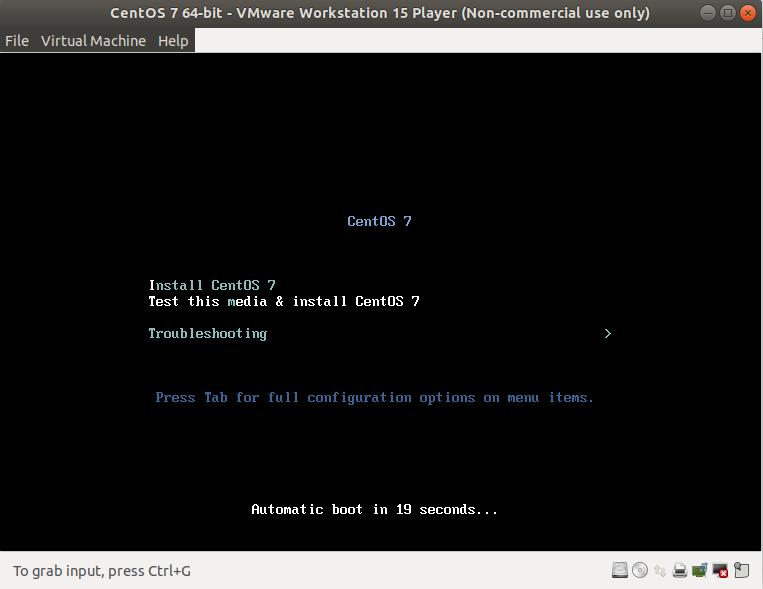 CentOS 7 64-bit - VMware Workstation 15 Player (Non-commercial use only)
File Virtual Machine Help
CentOS 7
Install CentOS 7
Test this media & install CentOS 7
Troubleshooting >
Press Tab for full configuration options on menu items.
Automatic boot in 19 seconds...
To grab input, press Ctrl+G